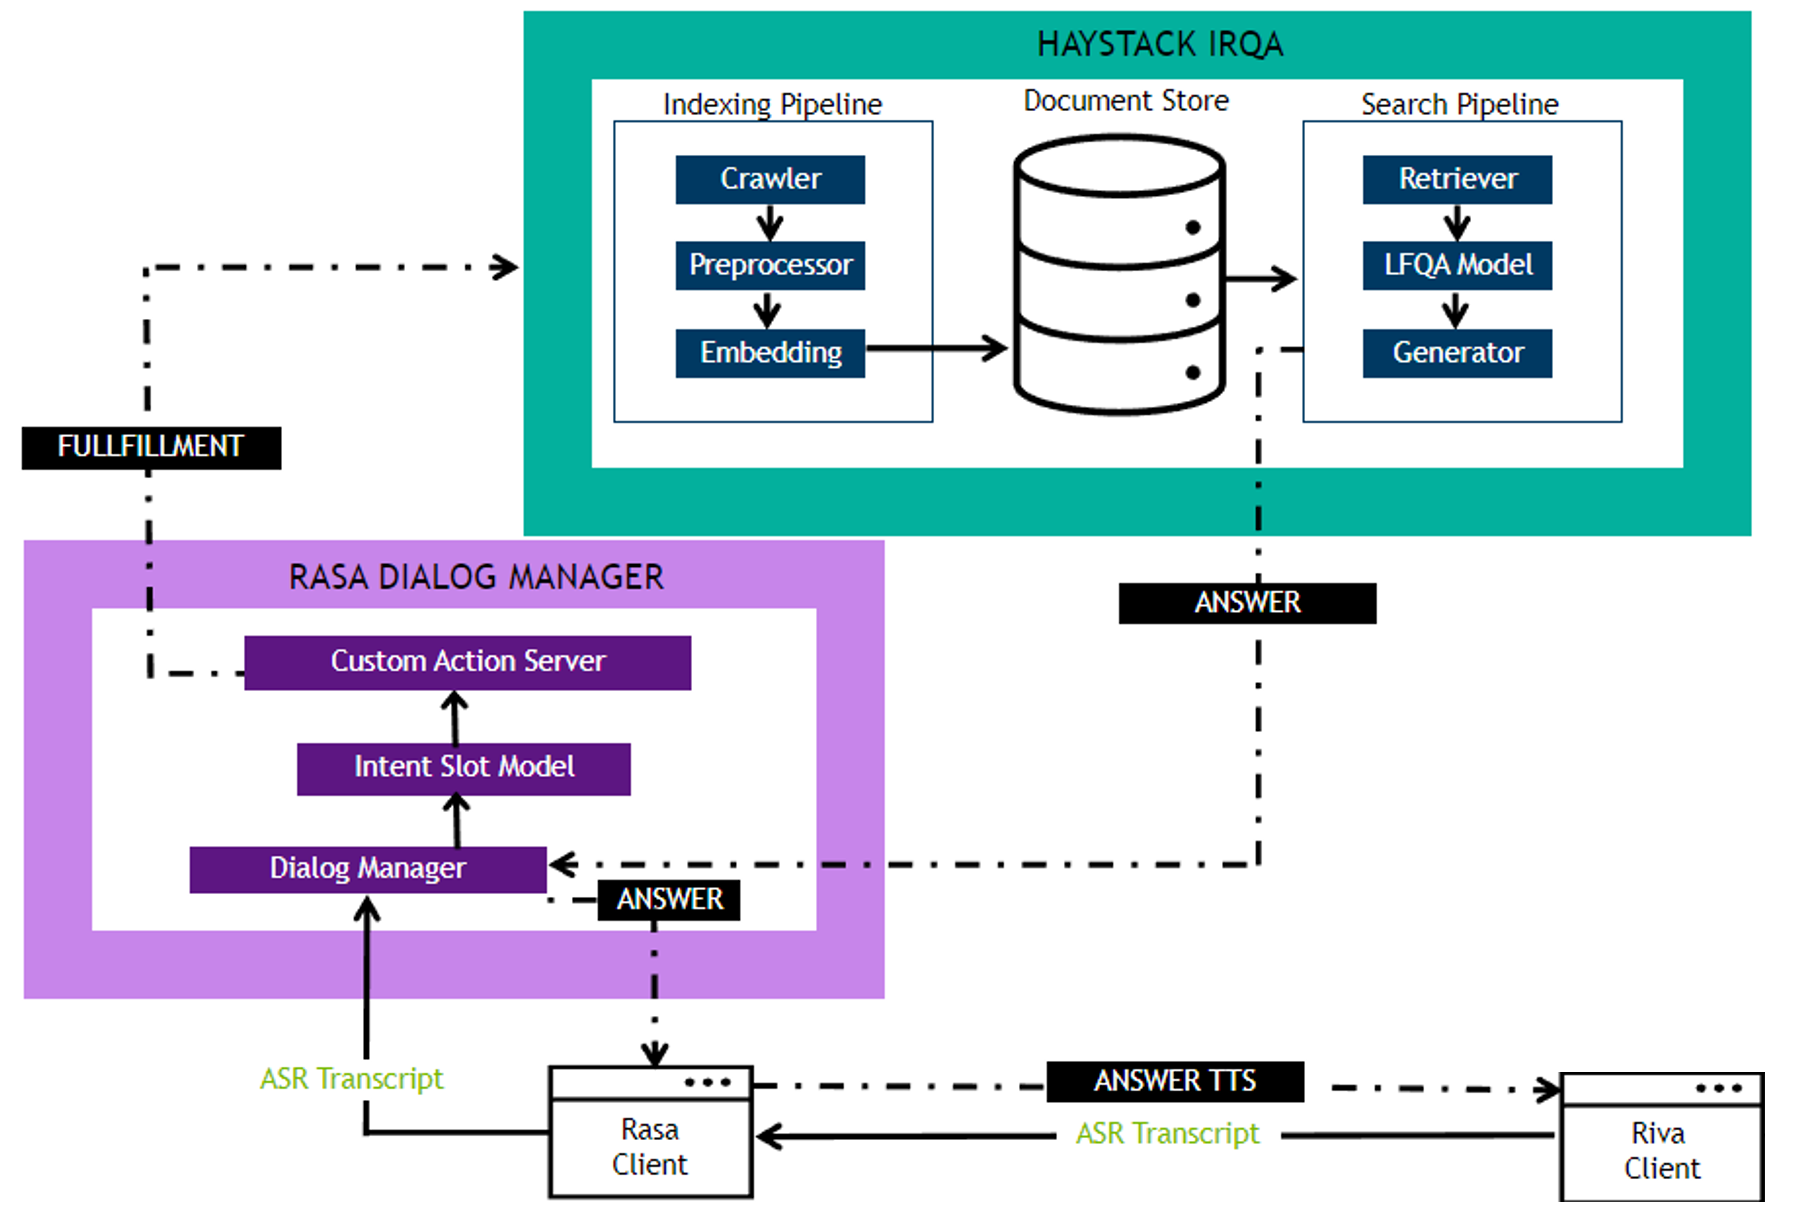 HAYSTACK IRQA
Indexing Pipeline
Document Store
Search Pipeline
Crawler
Preprocessor
Embedding
Retriever
LFQA Model
Generator
FULLFILLMENT
ANSWER
RASA DIALOG MANAGER
Custom Action Server
Intent Slot Model
Dialog Manager
ANSWER
ASR Transcript
Rasa
Client
ANSWER TTS
ASR Transcript
Riva
Client